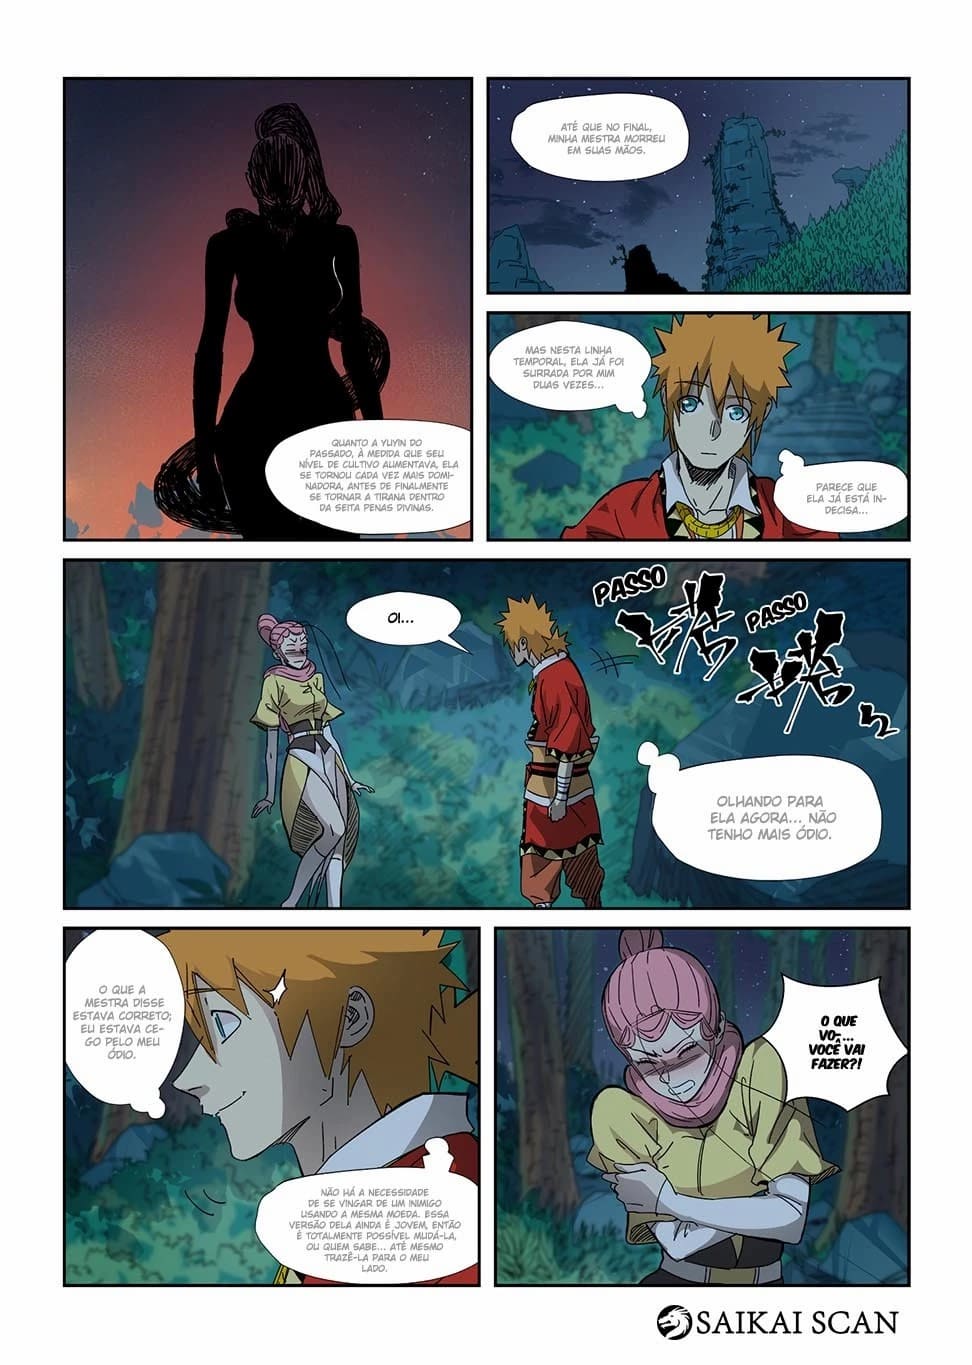 QUANTO A YUYIN DO
PASSADO, À MEDIDA QUE SEU
NÍVEL DE CULTIVO AUMENTAVA, ELA
SE TORNOU CADA VEZ MAIS DOMI-
NADORA, ANTES DE FINALMENTE
SE TORNAR A TIRANA DENTRO
DA SEITA PENAS DIVINAS.
ATÉ QUE NO FINAL,
MINHA MESTRA MORREU
EM SUAS MÃOS.
MAS NESTA LINHA
TEMPORAL, ELA JÁ FOI
SURRADA POR MIM
DUAS VEZES...
PARECE QUE
ELA JÁ ESTÁ IN-
DECISA...
OI...
PASSO
塔
PASSO
塔
OLHANDO PARA
ELA AGORA... NÃO
TENHO MAIS ÓDIO.
O QUE A
MESTRA DISSE
ESTAVA CORRETO;
EU ESTAVA CE-
GO PELO MEU
ÓDIO.
NÃO HÁ A NECESSIDADE
DE SE VINGAR DE UM INIMIGO
USANDO A MESMA MOEDA. ESSA
VERSÃO DELA AINDA É JOVEM, ENTÃO
É TOTALMENTE POSSÍVEL MUDÁ-LA,
OU QUEM SABE... ATÉ MESMO
TRAZÊ-LA PARA O MEU
LADO.
O QUE
VO-...
VOCÊ VAI
FAZER?!
SAIKAI SCAN